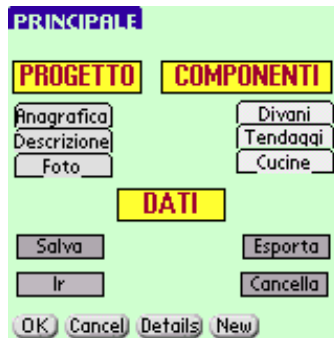 PRINCIPALE
PROGETTO COMPONENTI
Anagrafica Divani
Descrizione Tendaggi
Foto Cucine
DATI
Salva Esporta
Ir Cancella
OK Cancel Details New